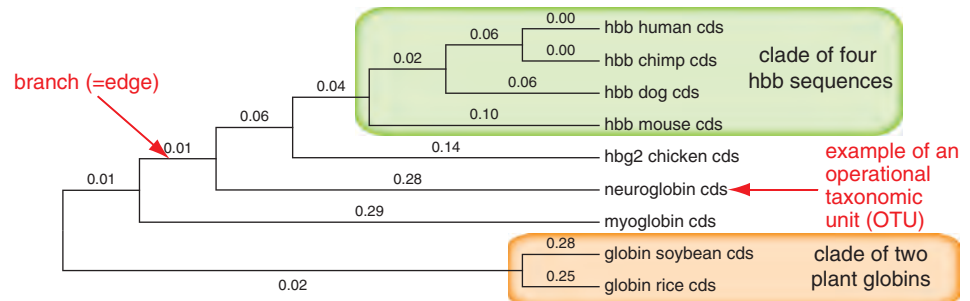 0.00
hbb human cds
0.06
0.00
hbb chimp cds
0.02
0.06
hbb dog cds
0.04
0.10
hbb mouse cds
clade of four
hbb sequences
branch (=edge)
0.06
0.14
hbg2 chicken cds
0.01
0.28
neuroglobin cds
example of an
operational
taxonomic
unit (OTU)
0.01
0.29
myoglobin cds
0.28
globin soybean cds
0.02
0.25
globin rice cds
clade of two
plant globins